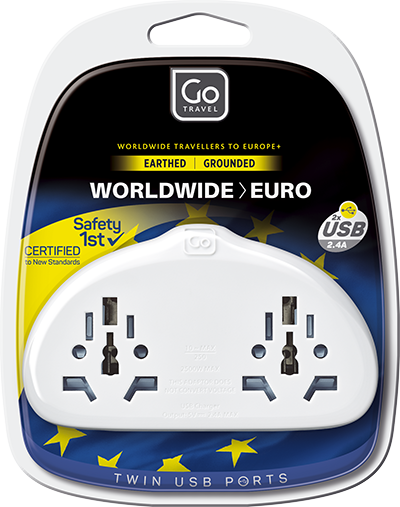 Go
TRAVEL
WORLDWIDE TRAVELLERS TO EUROPE+
EARTHED | GROUNDED
WORLDWIDE > EURO
Safety
1st
CERTIFIED
to New Standards
2x
USB
2.4A
Go
TWIN USB PORTS